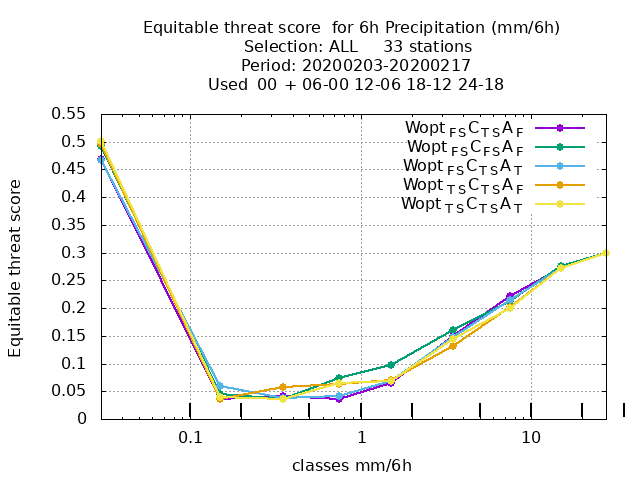 Equitable threat score  for 6h Precipitation (mm/6h)
Selection: ALL     33 stations
Period: 20200203-20200217
Used  00 + 06-00 12-06 18-12 24-18
0.55
0.5
0.45
0.4
0.35
0.3
0.25
0.2
0.15
0.1
0.05
0
Equitable threat score
Wopt FS C TS A F
Wopt FS C FS A F
Wopt FS C TS A T
Wopt TS C TS A F
Wopt TS C TS A T
0.1 1 10
classes mm/6h